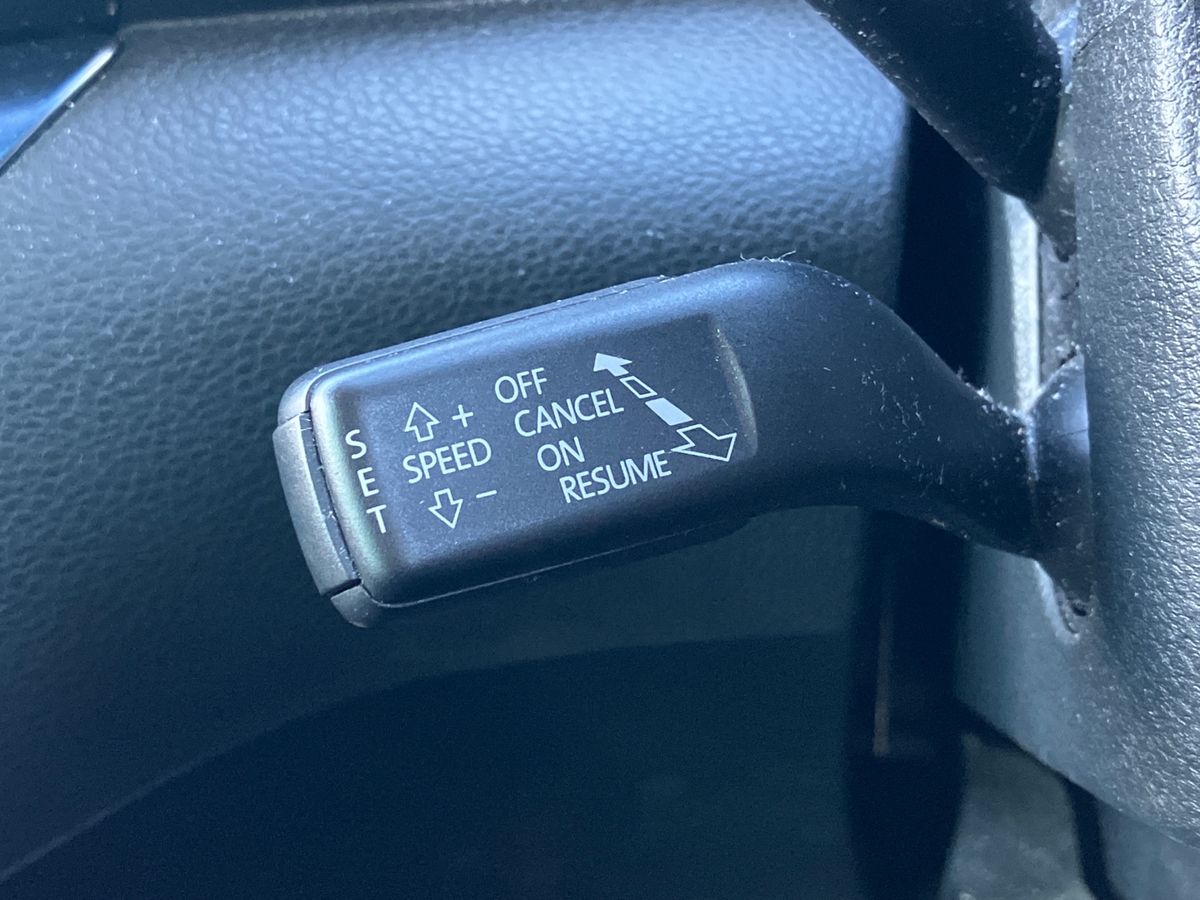 SET
+
SPEED
-
OFF
CANCEL
ON
RESUME